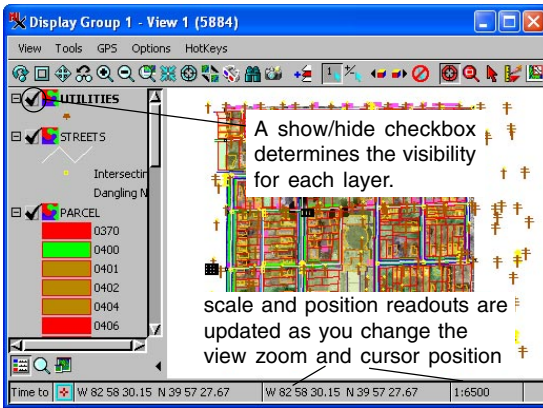 Display Group 1 - View 1 (5884)
View Tools GPS Options HotKeys
1
UTILITIES
STREETS
Intersectin
Dangling N
PARCEL
0370
0400
0401
0402
0404
0406
A show/hide checkbox
determines the visibility
for each layer.
scale and position readouts are
updated as you change the
view zoom and cursor position
Time to W 82 58 30.15 N 39 57 27.67 W 82 58 30.15 N 39 57 27.67 1:6500